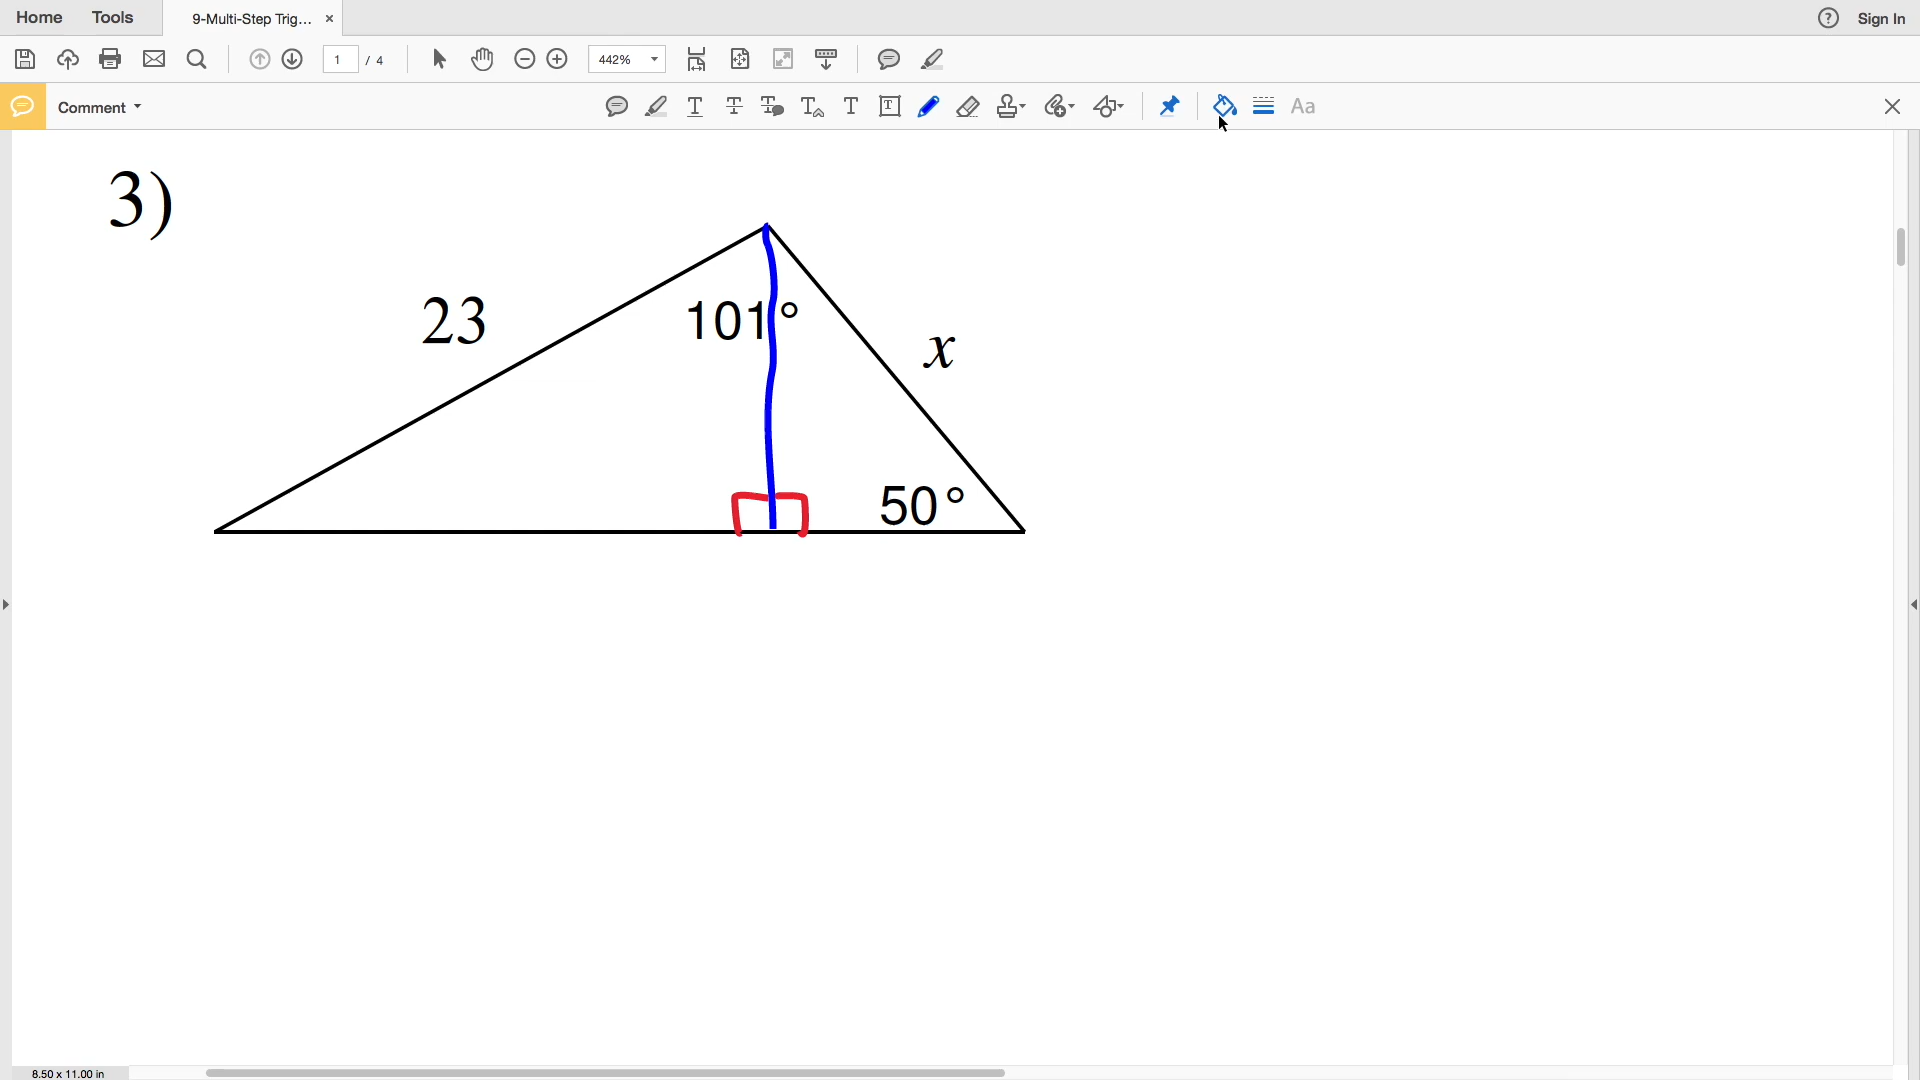 Home Tools 9-Multi-Step Trig... × ? Sign In
1 / 4 442%
Comment T T T T T T Aa
3)
23
101°
x
50°
8.50 x 11.00 in